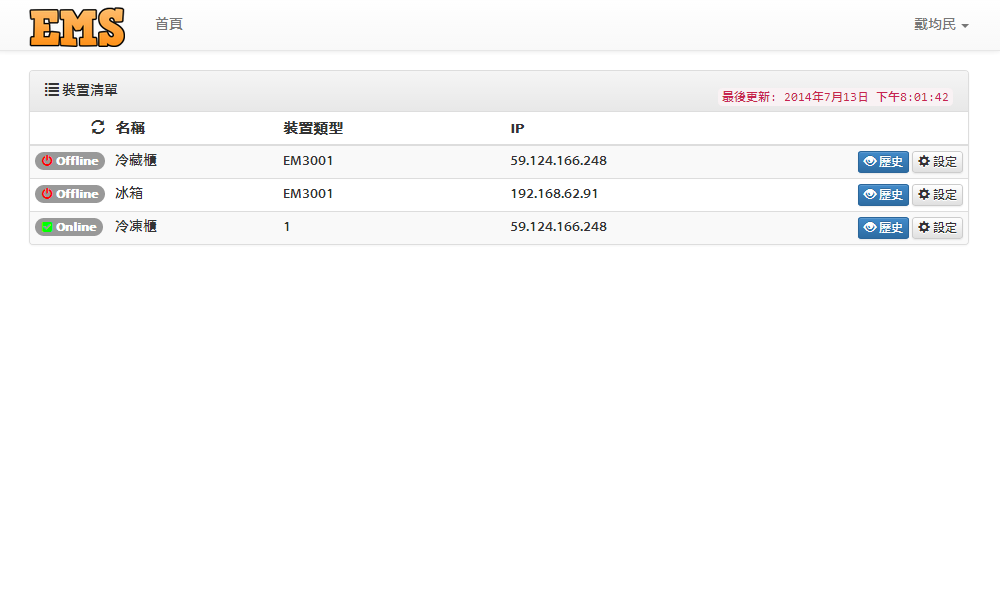 EMS 首頁 戴均民
裝置清單 最後更新: 2014年7月13日 下午8:01:42
名稱 裝置類型 IP
Offline 冷藏櫃 EM3001 59.124.166.248 歷史 設定
Offline 冰箱 EM3001 192.168.62.91 歷史 設定
Online 冷凍櫃 1 59.124.166.248 歷史 設定